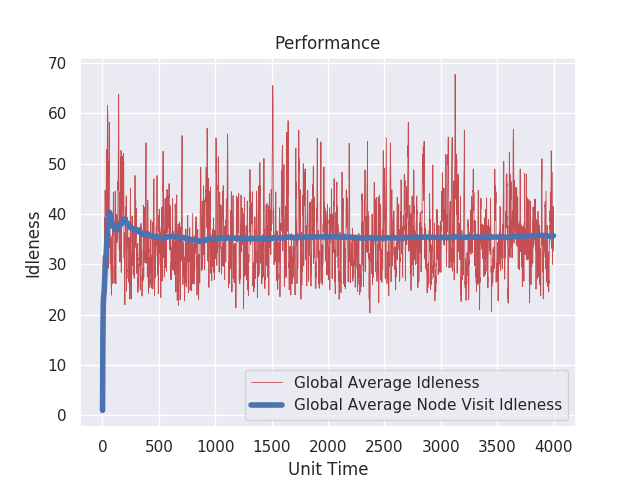 Performance
70
60
50
40
30
20
10
0
Idleness
Global Average Idleness
Global Average Node Visit Idleness
0 500 1000 1500 2000 2500 3000 3500 4000
Unit Time